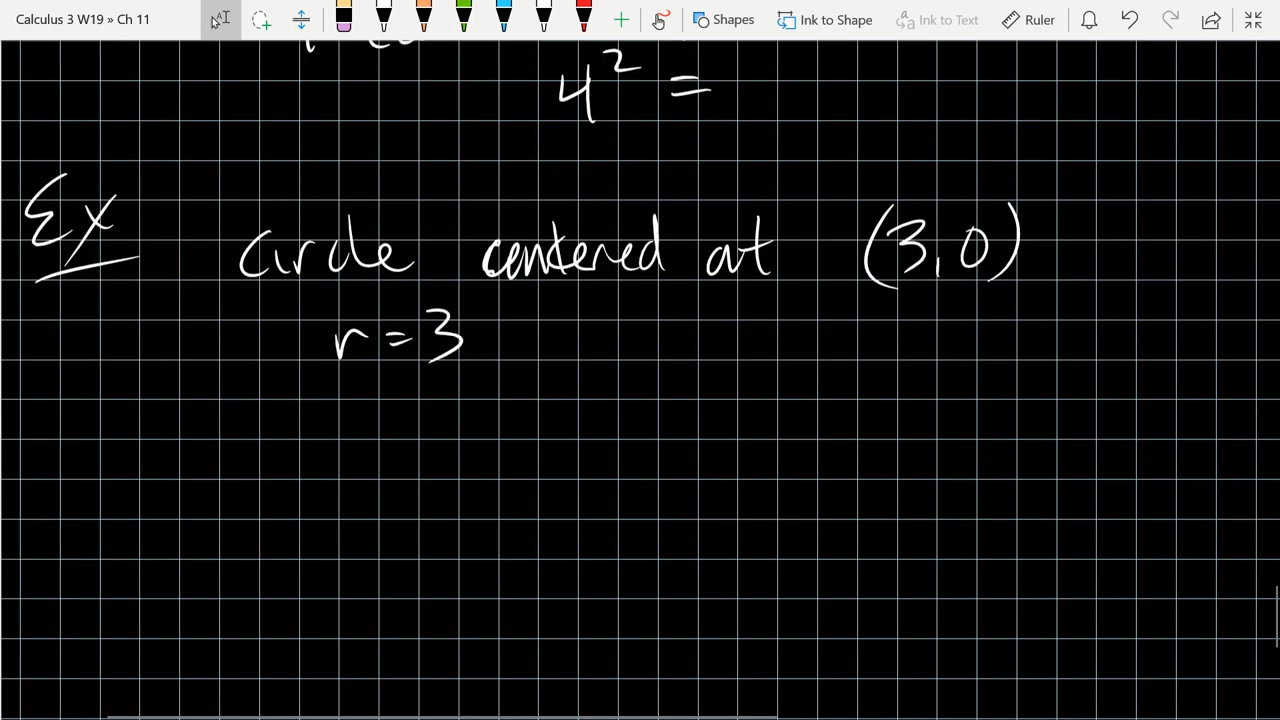 Calculus 3 W19 » Ch 11
Shapes
Ink to Shape
Ink to Text
Ruler
4² =
Ex circle centered at (3,0)
r=3